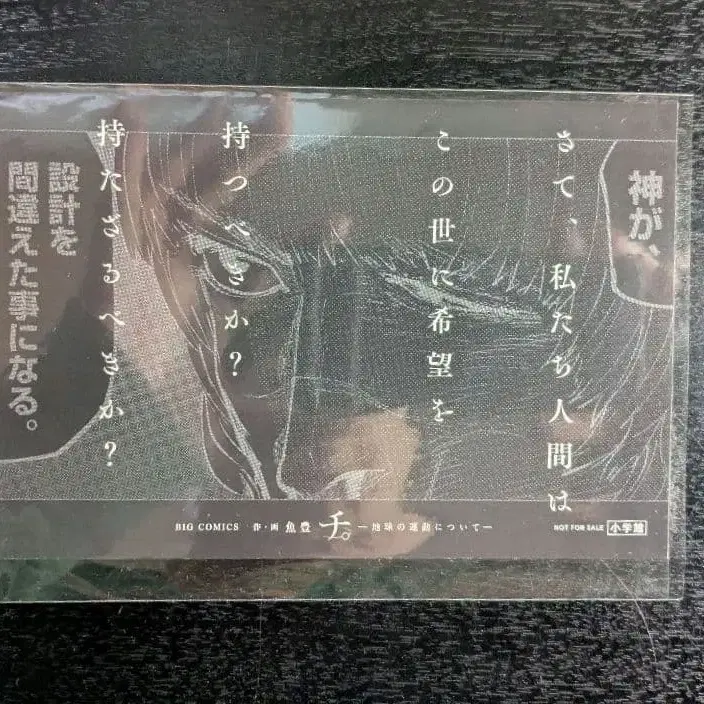 神が、
さて、私たち人間は
この世に希望を
持つべきか？
持たざるべきか？
設計を
間違えた事になる。
BIG COMICS 作・画 魚豊 チ。―地球の運動について― NOT FOR SALE 小学館